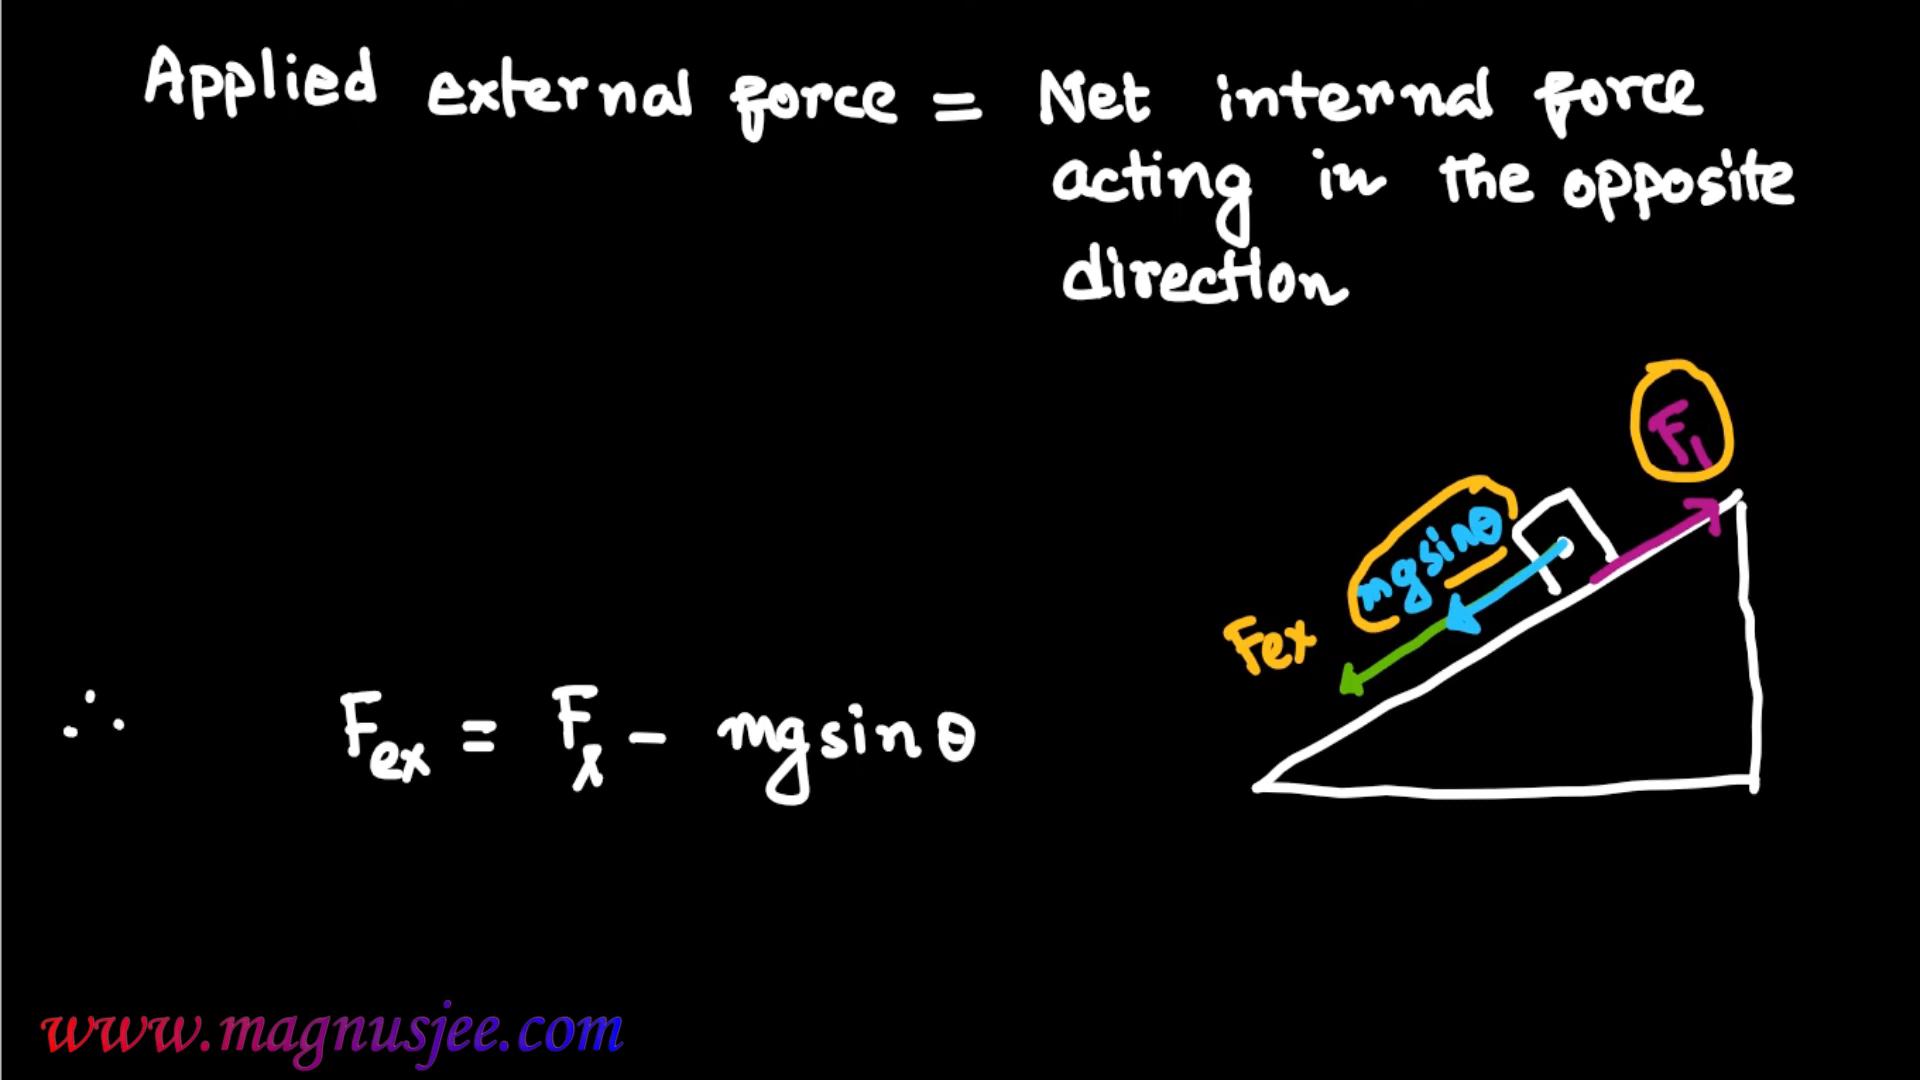 Applied external force = Net internal force
acting in the opposite
direction
F₁
mgsinθ
Fex
∴ Fex = Fₗ - mgsinθ
www.magnusjee.com